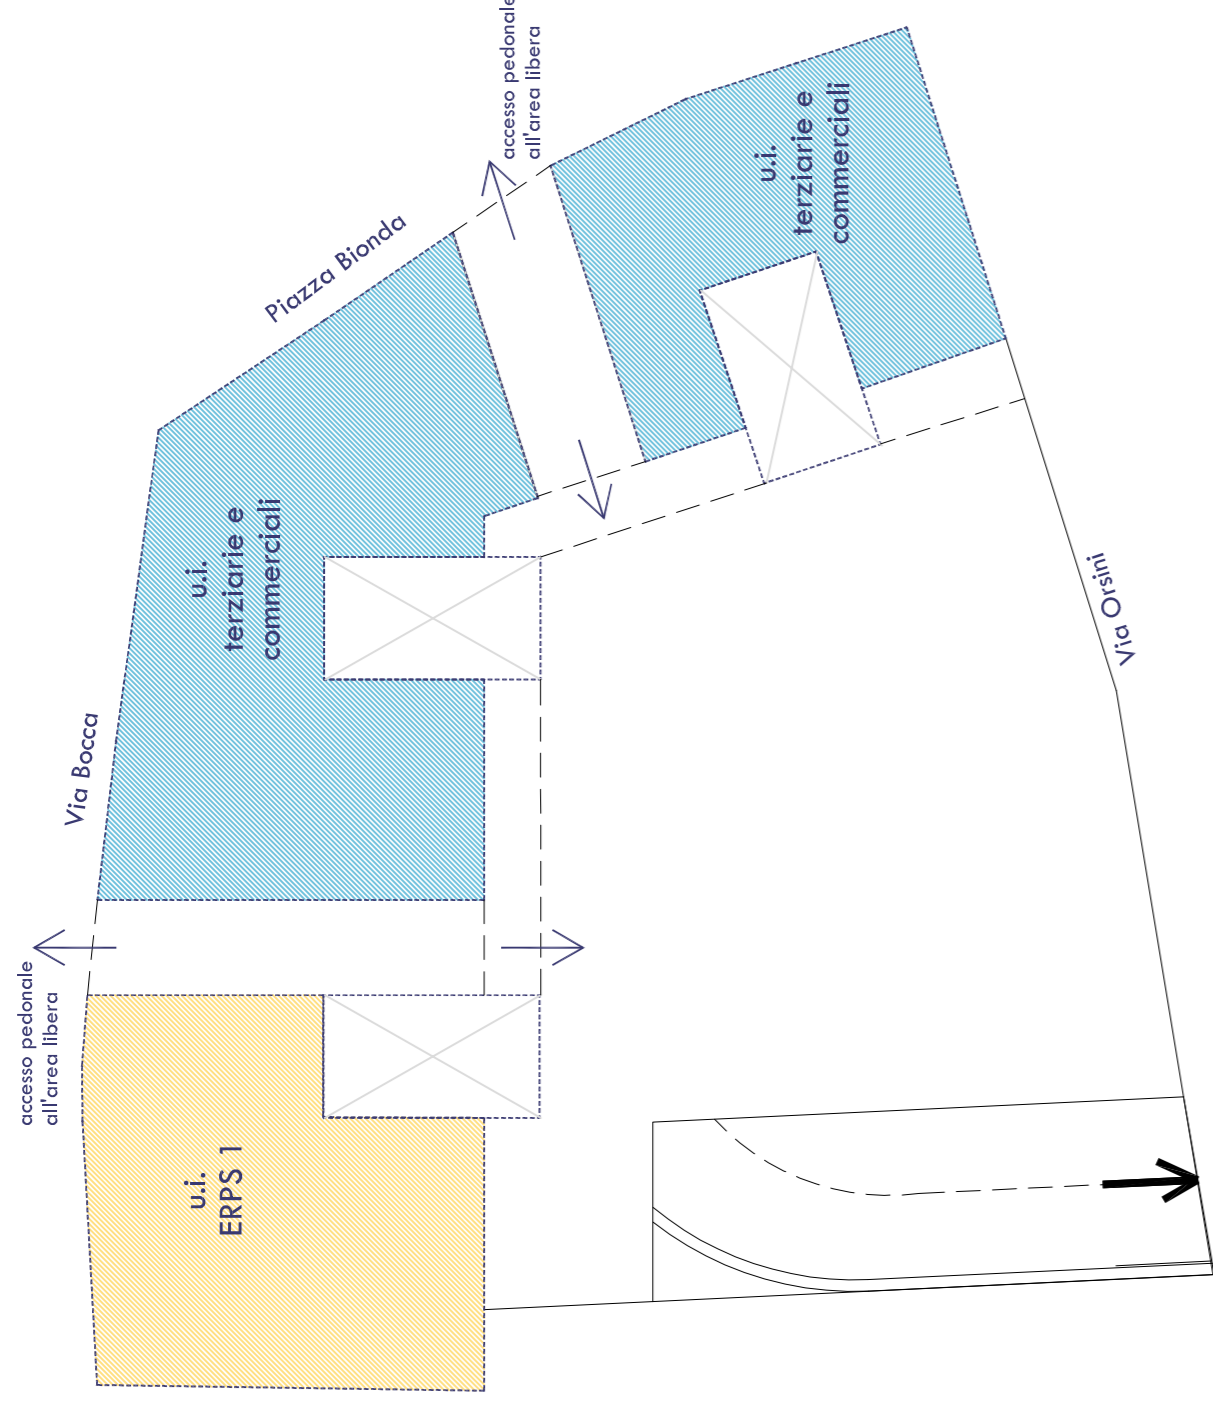 accesso pedonale
all'area libera
u.i.
terziarie e
commerciali
Piazza Bionda
u.i.
terziarie e
commerciali
Via Orsini
Via Bocca
accesso pedonale
all'area libera
u.i.
ERPS 1